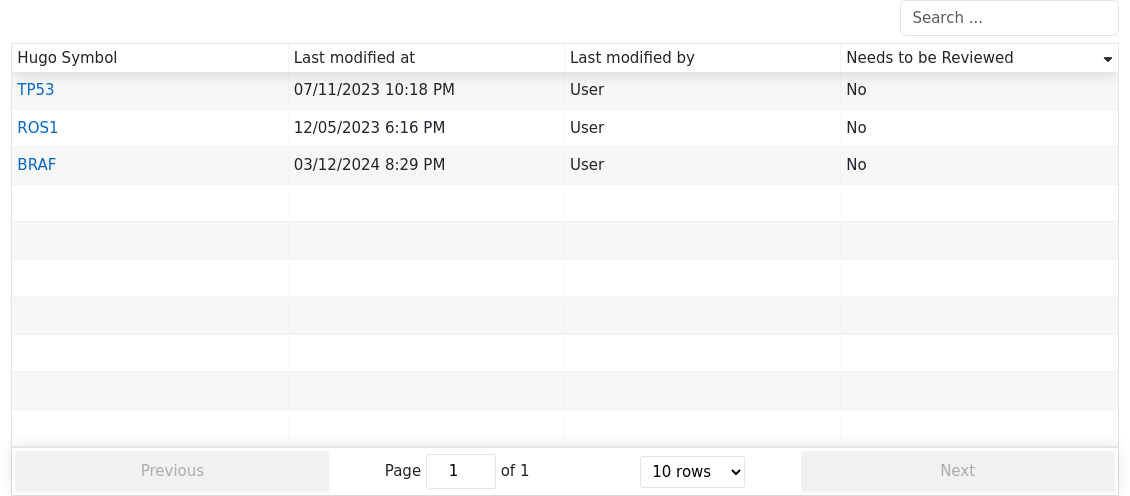 Search ...
Hugo Symbol Last modified at Last modified by Needs to be Reviewed
TP53 07/11/2023 10:18 PM User No
ROS1 12/05/2023 6:16 PM User No
BRAF 03/12/2024 8:29 PM User No
Previous Page 1 of 1 10 rows Next